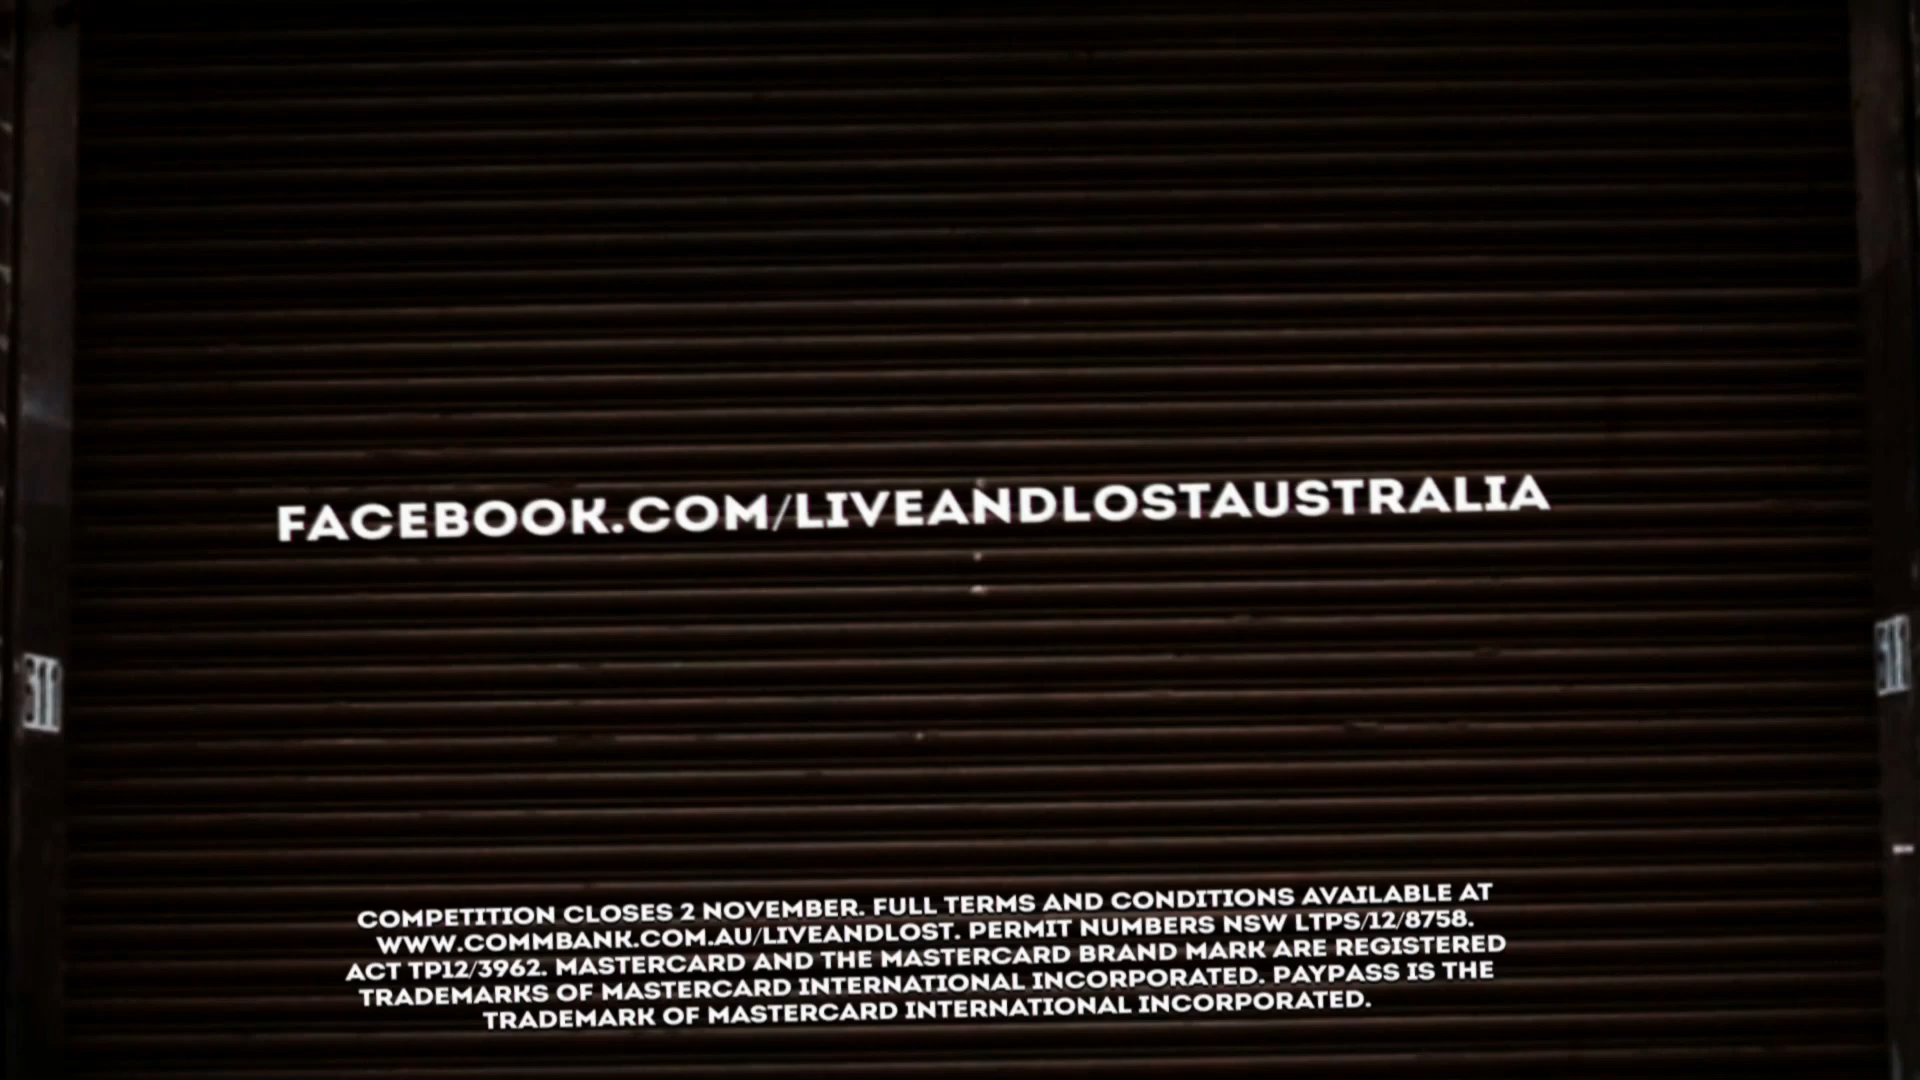 FACEBOOK.COM/LIVEANDLOSTAUSTRALIA
COMPETITION CLOSES 2 NOVEMBER. FULL TERMS AND CONDITIONS AVAILABLE AT
WWW.COMMBANK.COM.AU/LIVEANDLOST. PERMIT NUMBERS NSW LTPS/12/8758.
ACT TP12/3962. MASTERCARD AND THE MASTERCARD BRAND MARK ARE REGISTERED
TRADEMARKS OF MASTERCARD INTERNATIONAL INCORPORATED. PAYPASS IS THE
TRADEMARK OF MASTERCARD INTERNATIONAL INCORPORATED.